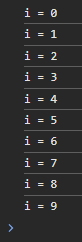 i = 0
i = 1
i = 2
i = 3
i = 4
i = 5
i = 6
i = 7
i = 8
i = 9
>